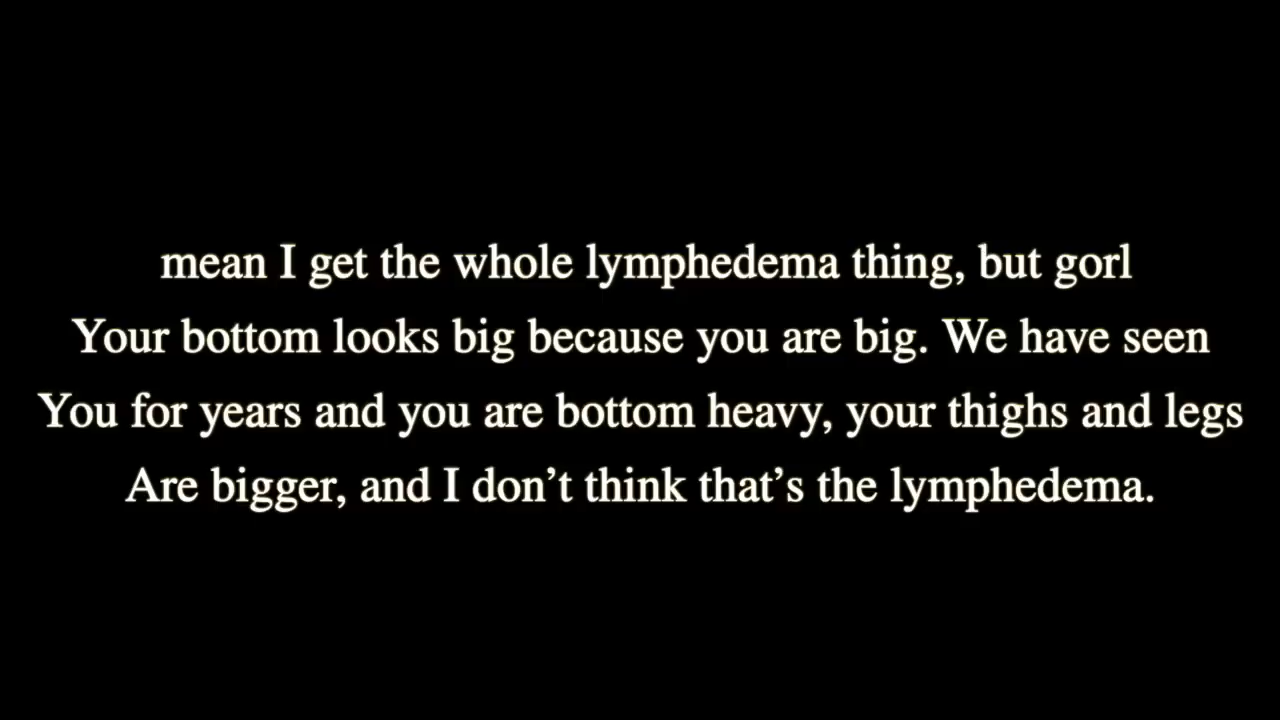 mean I get the whole lymphedema thing, but gorl
Your bottom looks big because you are big. We have seen
You for years and you are bottom heavy, your thighs and legs
Are bigger, and I don’t think that’s the lymphedema.